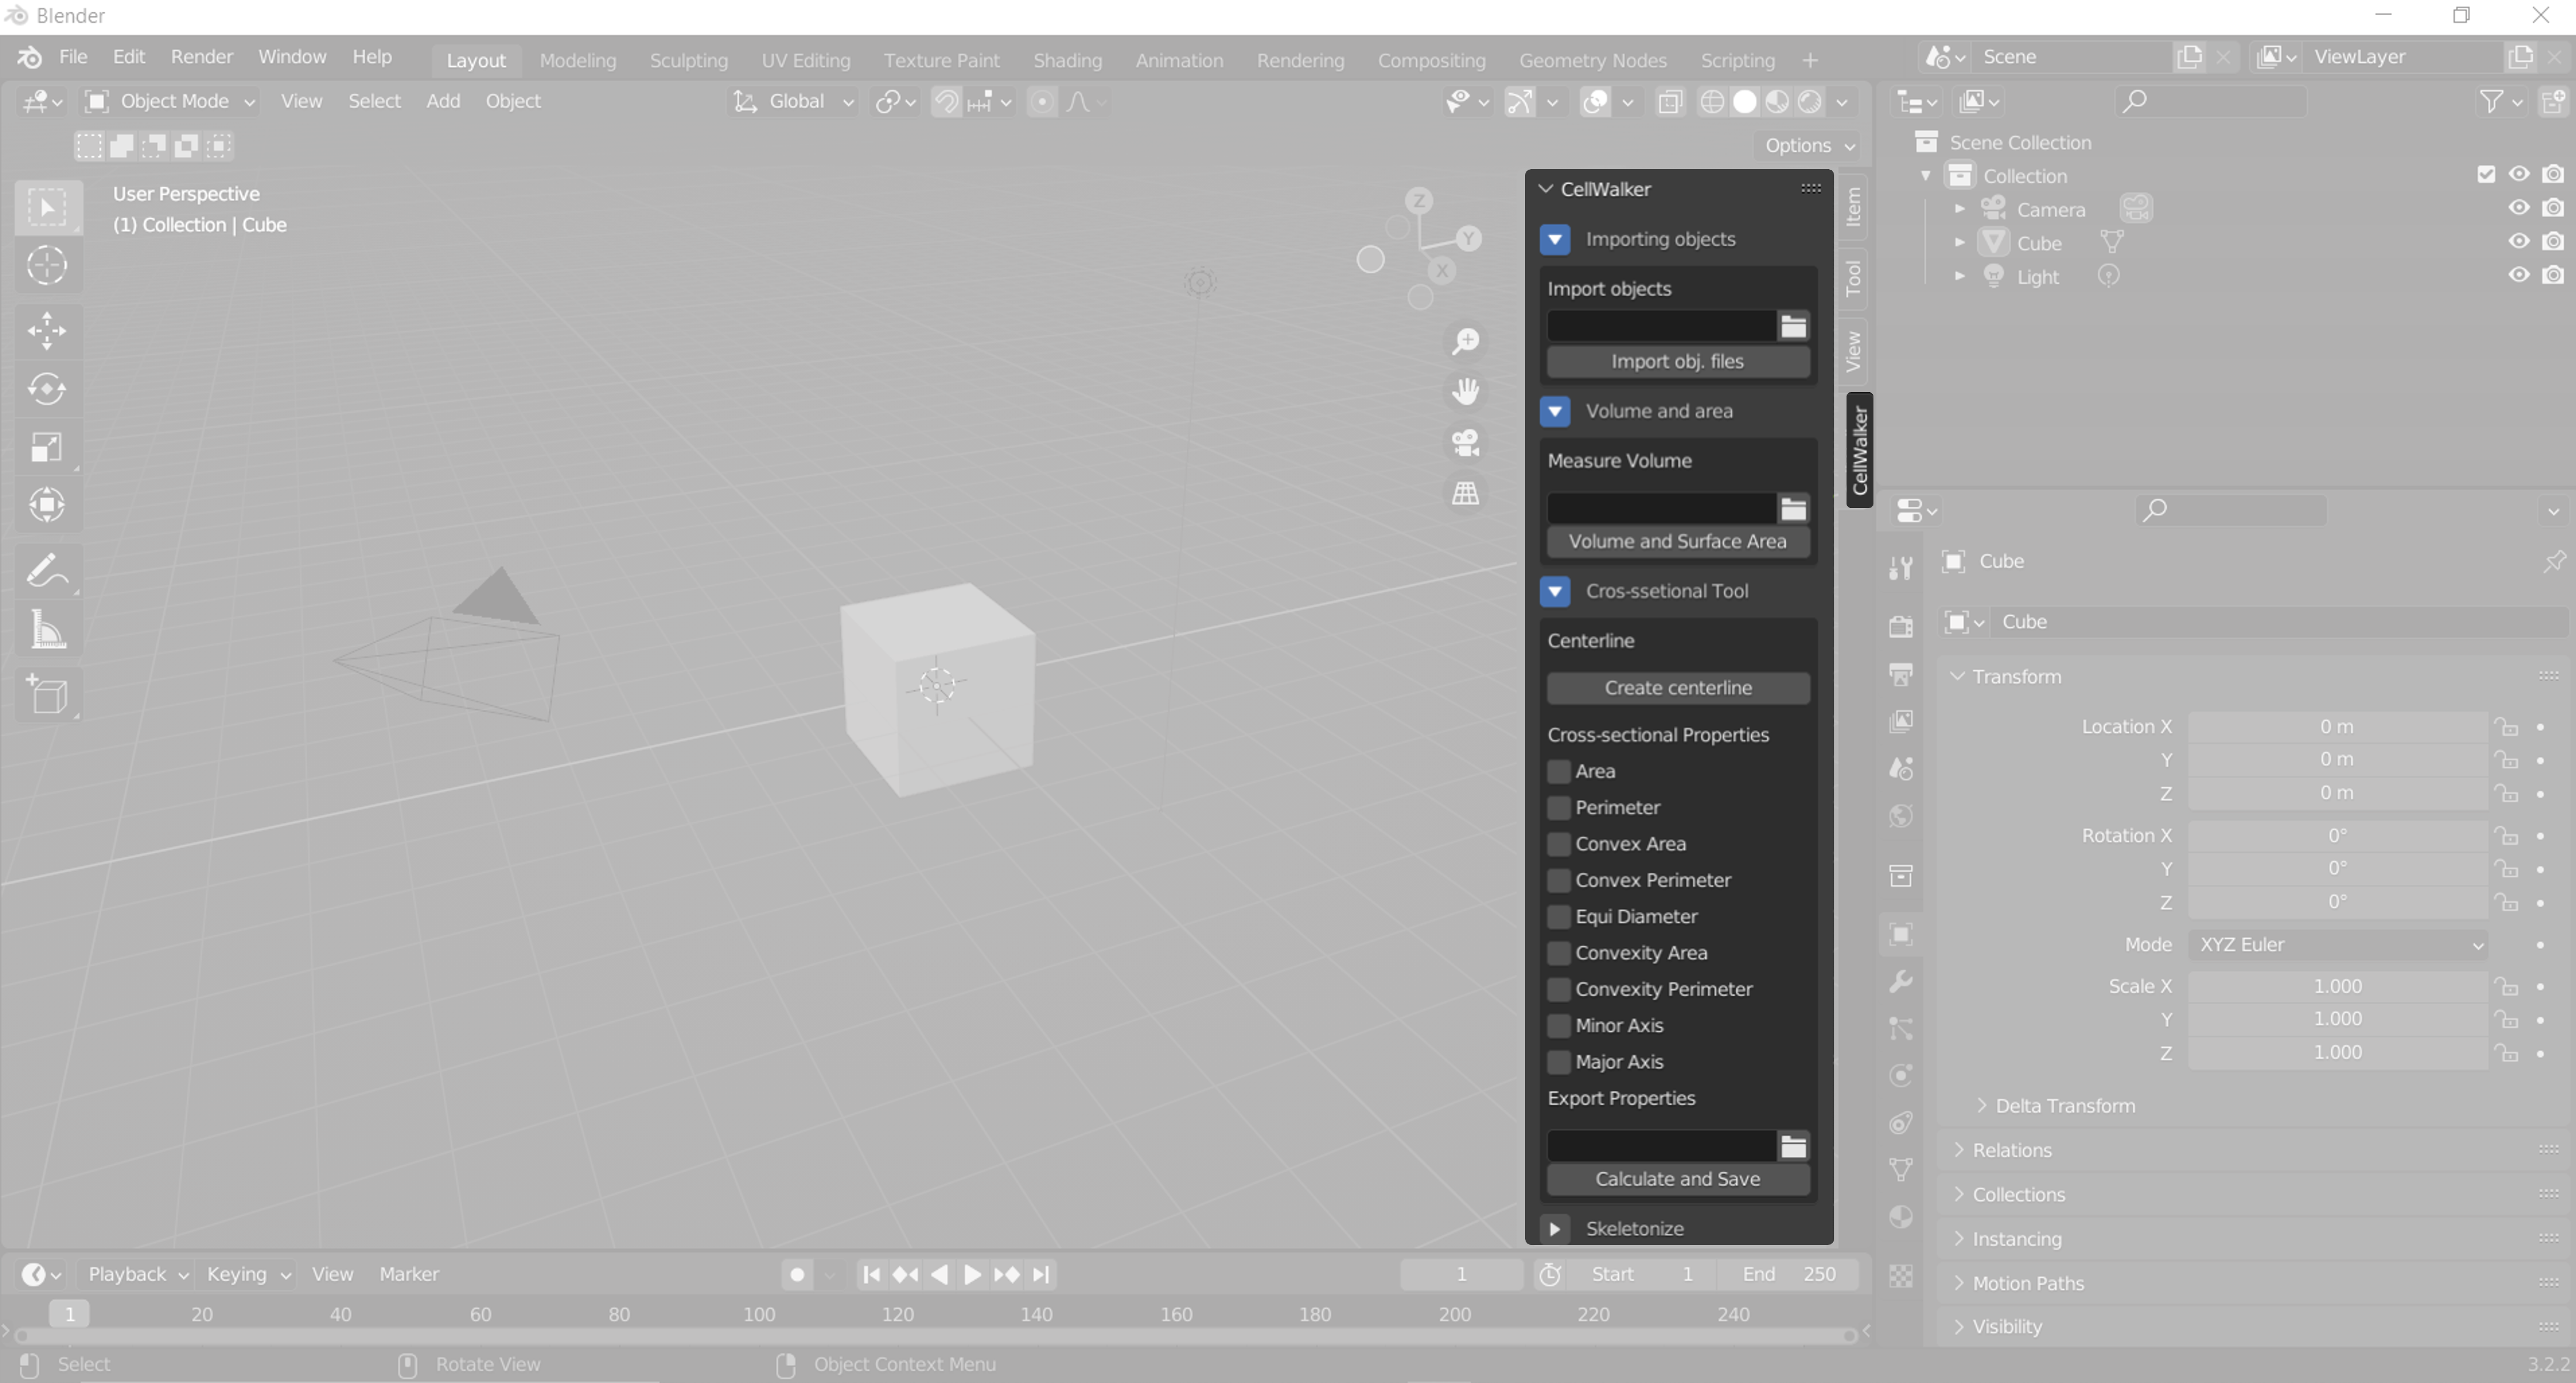 Blender
File Edit Render Window Help Layout Modeling Sculpting UV Editing Texture Paint Shading Animation Rendering Compositing Geometry Nodes Scripting + Scene ViewLayer
Object Mode View Select Add Object Global
Options
User Perspective
(1) Collection | Cube
Z
Y
X
CellWalker
Importing objects
Import objects
Import obj. files
Volume and area
Measure Volume
Volume and Surface Area
Cros-ssetional Tool
Centerline
Create centerline
Cross-sectional Properties
Area
Perimeter
Convex Area
Convex Perimeter
Equi Diameter
Convexity Area
Convexity Perimeter
Minor Axis
Major Axis
Export Properties
Calculate and Save
Skeletonize
Item
Tool
View
CellWalker
Scene Collection
Collection
Camera
Cube
Light
Cube
Cube
Transform
Location X 0 m
Y 0 m
Z 0 m
Rotation X 0°
Y 0°
Z 0°
Mode XYZ Euler
Scale X 1.000
Y 1.000
Z 1.000
Delta Transform
Relations
Collections
Instancing
Motion Paths
Visibility
Playback Keying View Marker 1 Start 1 End 250
1 20 40 60 80 100 120 140 160 180 200 220 240
Select Rotate View Object Context Menu 3.2.2